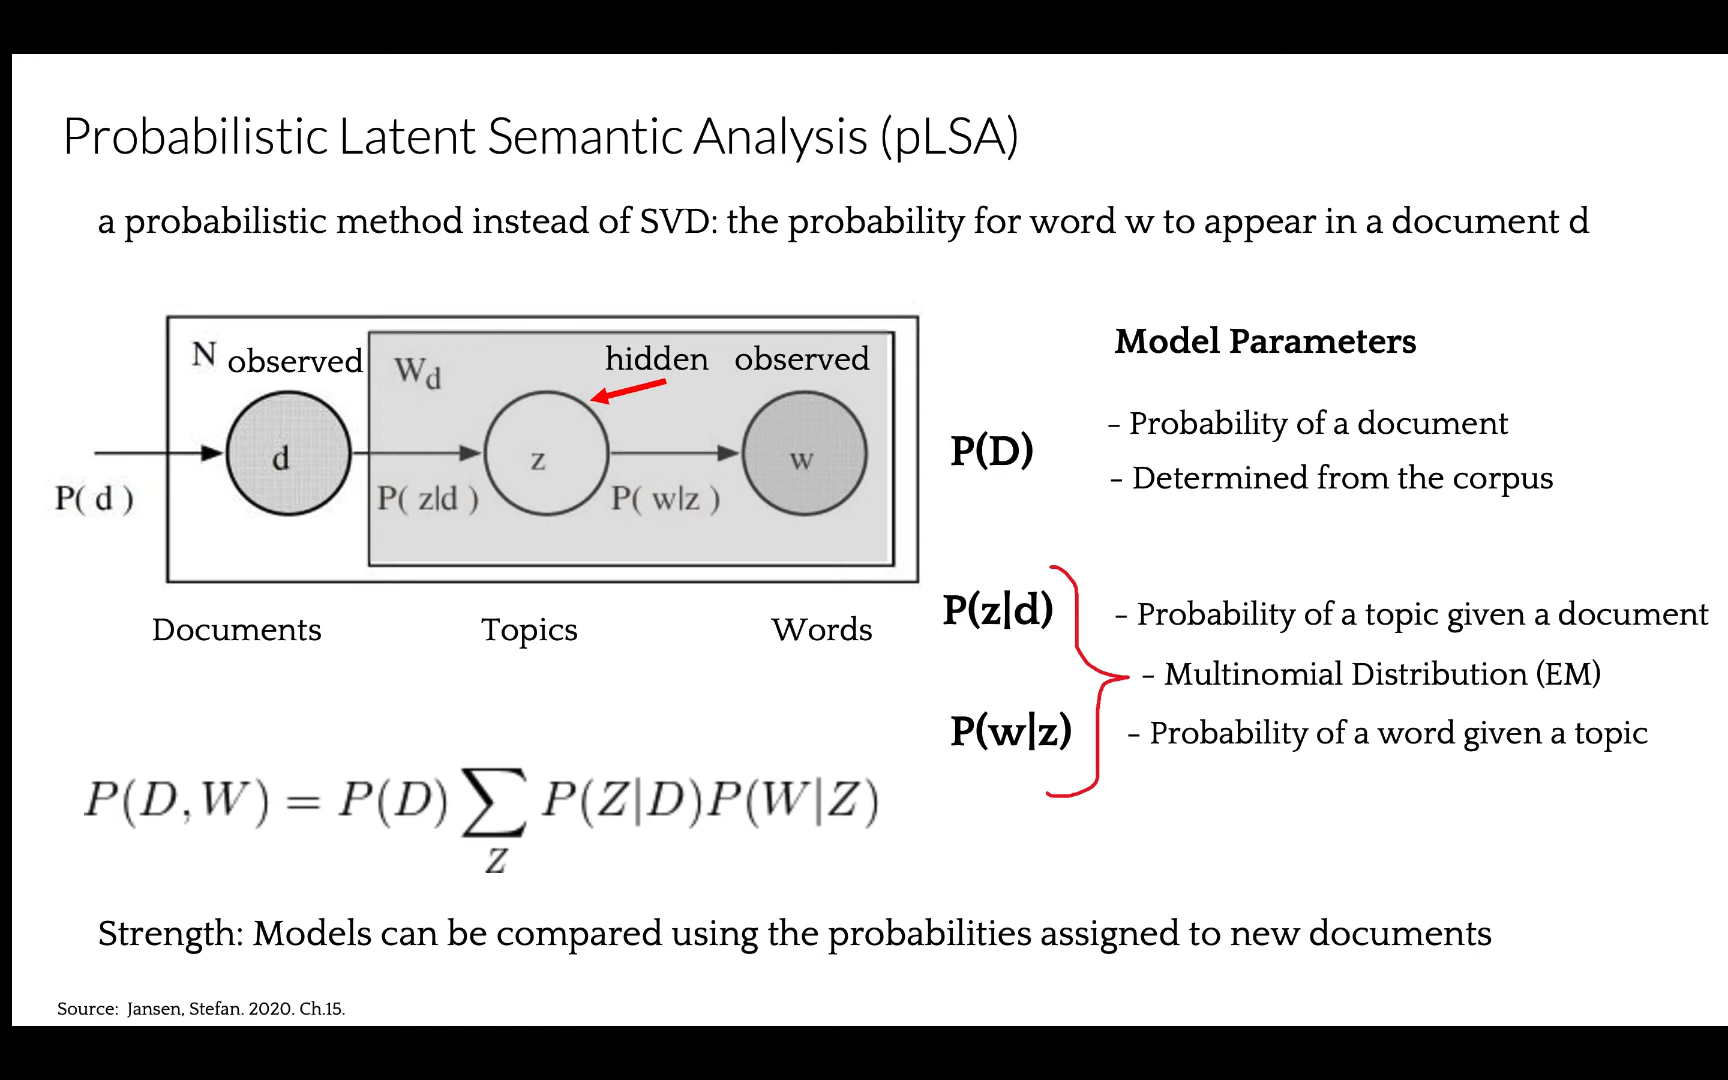 Probabilistic Latent Semantic Analysis (pLSA)
a probabilistic method instead of SVD: the probability for word w to appear in a document d
N observed
W_d
hidden
observed
d
z
w
P( d )
P( z|d )
P( w|z )
Documents
Topics
Words
Model Parameters
P(D)
- Probability of a document
- Determined from the corpus
P(z|d)
- Probability of a topic given a document
- Multinomial Distribution (EM)
P(w|z)
- Probability of a word given a topic
P(D, W) = P(D) ∑_Z P(Z|D)P(W|Z)
Strength: Models can be compared using the probabilities assigned to new documents
Source: Jansen, Stefan. 2020. Ch.15.